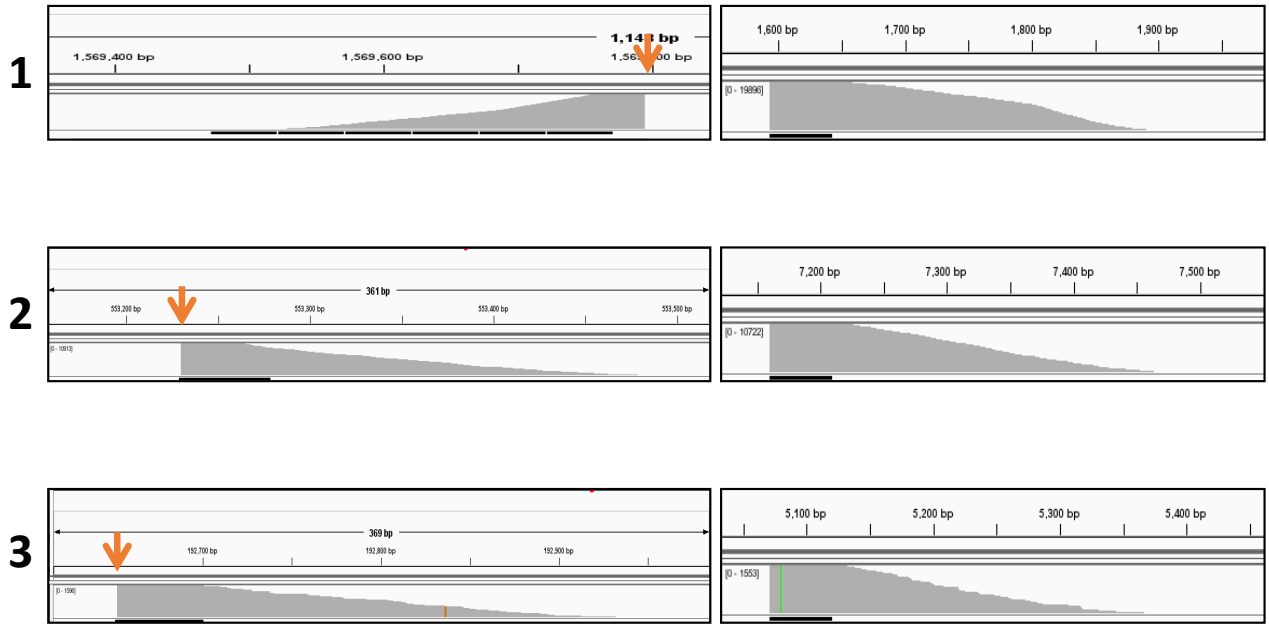 1
1,148 bp
1,569,400 bp 1,569,600 bp
1,600 bp 1,700 bp 1,800 bp 1,900 bp
[0 - 19896]
2
361 bp
553,200 bp 553,300 bp 553,400 bp 553,500 bp
[0 - 10913]
7,200 bp 7,300 bp 7,400 bp 7,500 bp
[0 - 10722]
3
369 bp
192,700 bp 192,800 bp 192,900 bp
5,100 bp 5,200 bp 5,300 bp 5,400 bp
[0 - 1553]